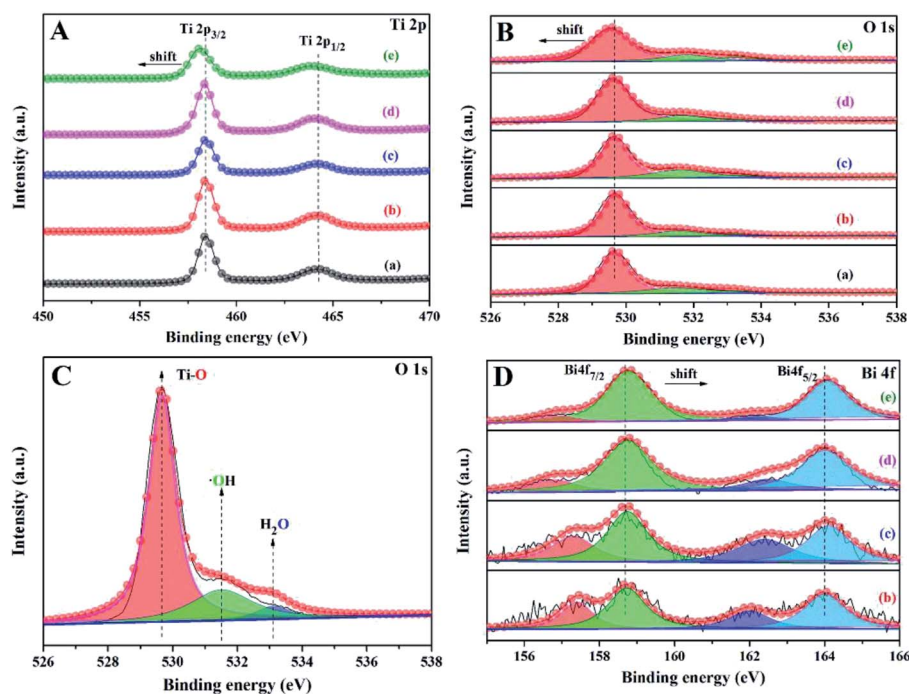 A
Ti 2p
Ti 2p3/2
Ti 2p1/2
shift
(e)
(d)
(c)
(b)
(a)
Intensity (a.u.)
450 455 460 465 470
Binding energy (eV)
B
O 1s
shift
(e)
(d)
(c)
(b)
(a)
Intensity (a.u.)
526 528 530 532 534 536 538
Binding energy (eV)
C
O 1s
Ti-O
·OH
H2O
Intensity (a.u.)
526 528 530 532 534 536 538
Binding energy (eV)
D
Bi4f7/2
shift
Bi4f5/2
Bi 4f
(e)
(d)
(c)
(b)
Intensity (a.u.)
156 158 160 162 164 166
Binding energy (eV)